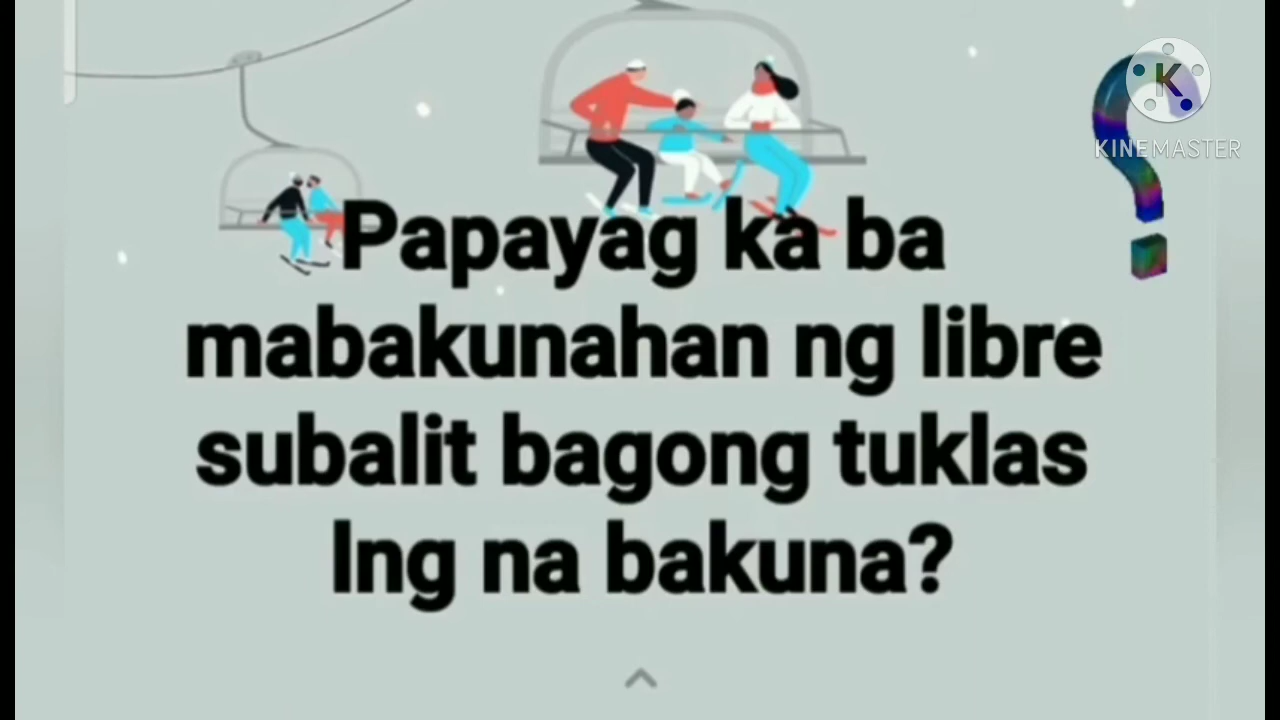 K
KINEMASTER
Papayag ka ba
mabakunahan ng libre
subalit bagong tuklas
lng na bakuna?
?